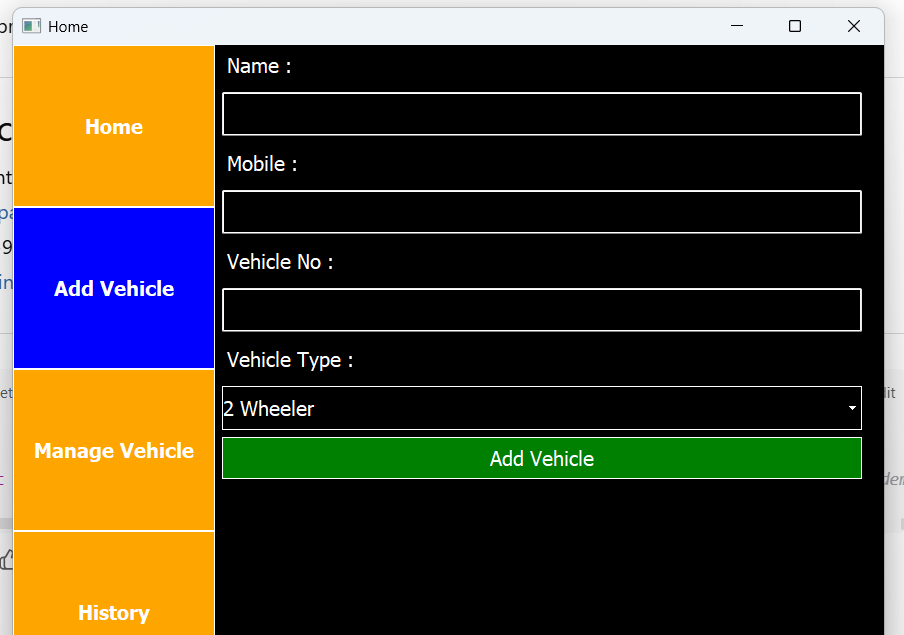 Home
Home
Add Vehicle
Manage Vehicle
History
Name :
Mobile :
Vehicle No :
Vehicle Type :
2 Wheeler
Add Vehicle